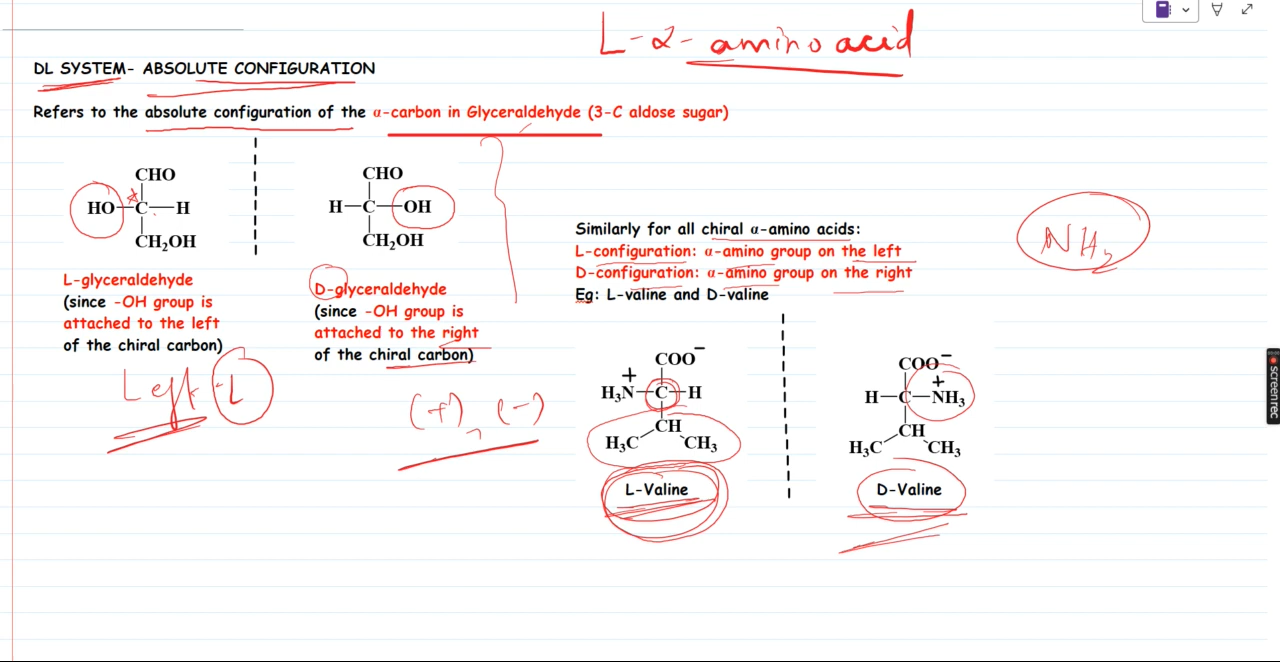 L-α-amino acid
DL SYSTEM- ABSOLUTE CONFIGURATION
Refers to the absolute configuration of the α-carbon in Glyceraldehyde (3-C aldose sugar)
CHO
HO-C-H
CH₂OH
L-glyceraldehyde
(since -OH group is
attached to the left
of the chiral carbon)
Left-L
CHO
H-C-OH
CH₂OH
D-glyceraldehyde
(since -OH group is
attached to the right
of the chiral carbon)
(+), (-)
Similarly for all chiral α-amino acids:
L-configuration: α-amino group on the left
D-configuration: α-amino group on the right
Eg: L-valine and D-valine
NH₂
COO⁻
+
H₃N-C-H
CH
H₃C CH₃
L-Valine
COO⁻
+
H-C-NH₃
CH
H₃C CH₃
D-Valine
screenrec